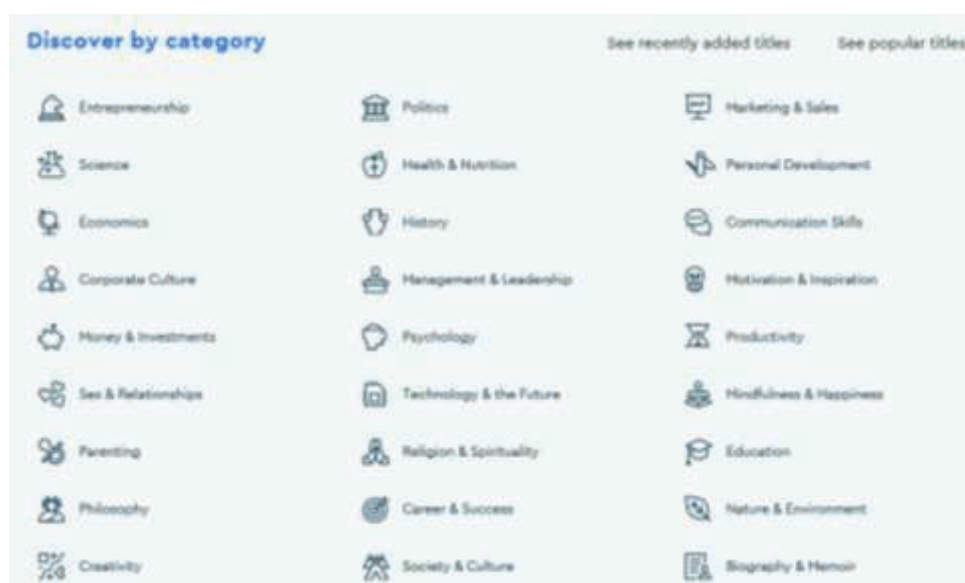 Discover by category See recently added titles See popular titles
Entrepreneurship Politics Marketing & Sales
Science Health & Nutrition Personal Development
Economics History Communication Skills
Corporate Culture Management & Leadership Motivation & Inspiration
Money & Investments Psychology Productivity
Sex & Relationships Technology & the Future Mindfulness & Happiness
Parenting Religion & Spirituality Education
Philosophy Career & Success Nature & Environment
Creativity Society & Culture Biography & Memoir